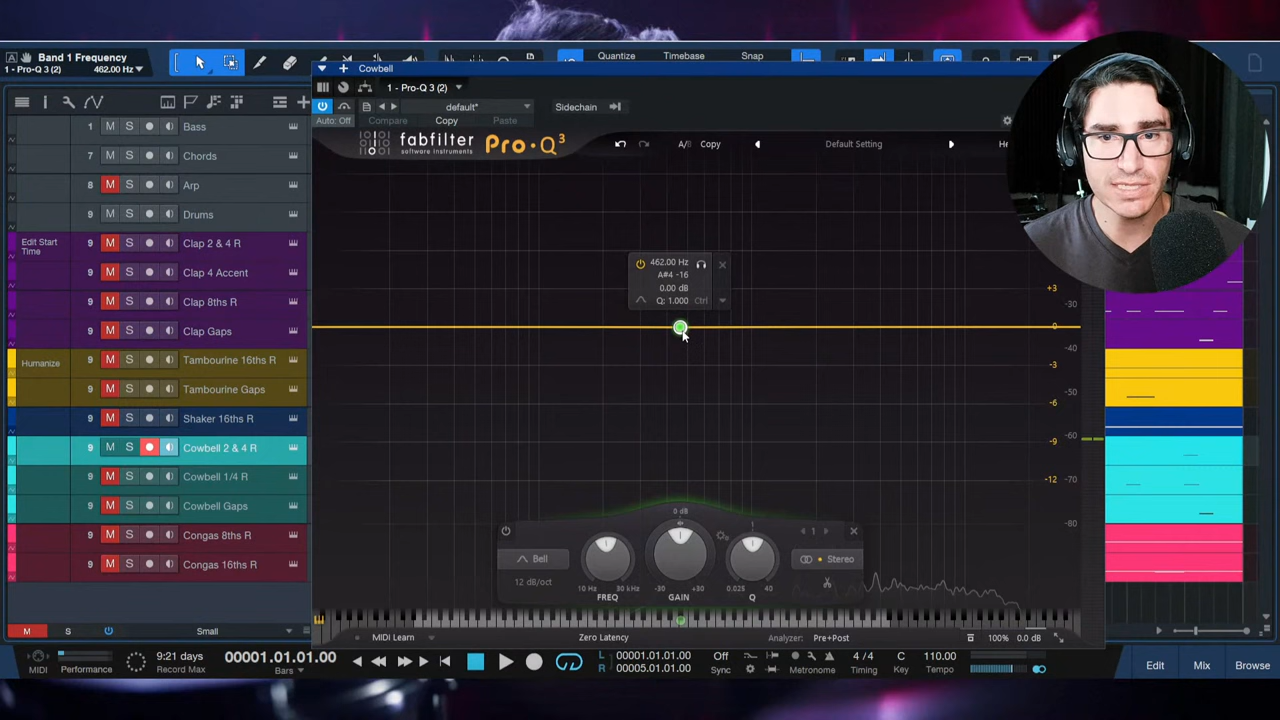 Band 1 Frequency
1 - Pro-Q 3 (2) 462.00 Hz
Quantize Timebase Snap
Cowbell
1 - Pro-Q 3 (2)
default* Sidechain
Auto: Off Compare Copy Paste
fabfilter Pro·Q3
software instruments
A/B Copy Default Setting He
1 M S Bass
7 M S Chords
8 M S Arp
9 M S Drums
Edit Start Time
9 M S Clap 2 & 4 R
9 M S Clap 4 Accent
9 M S Clap 8ths R
9 M S Clap Gaps
Humanize
9 M S Tambourine 16ths R
9 M S Tambourine Gaps
9 M S Shaker 16ths R
9 M S Cowbell 2 & 4 R
9 M S Cowbell 1/4 R
9 M S Cowbell Gaps
9 M S Congas 8ths R
9 M S Congas 16ths R
462.00 Hz
A#4 -16
0.00 dB
Q: 1.000 Ctrl
+3
-30
0
-40
-3
-50
-6
-60
-9
-12 -70
-80
0 dB
1
1
Bell
Stereo
12 dB/oct
10 Hz 30 kHz -30 +30 0.025 40
FREQ GAIN Q
MIDI Learn Zero Latency Analyzer: Pre+Post 100% 0.0 dB
M S Small
MIDI Performance
9:21 days
Record Max
00001.01.01.00
Bars
L 00001.01.01.00
R 00005.01.01.00
Off
Sync
Metronome
4 / 4
Timing
C
Key
110.00
Tempo
Edit Mix Browse